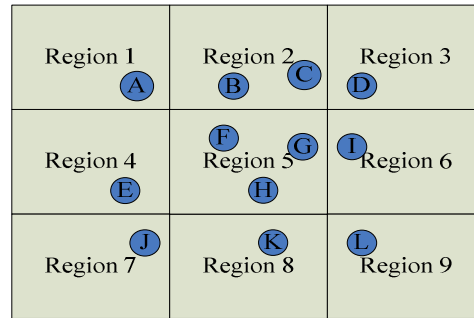 Region 1
A
Region 2
B
C
Region 3
D
Region 4
E
F
Region 5
G
H
I
Region 6
J
Region 7
K
Region 8
L
Region 9